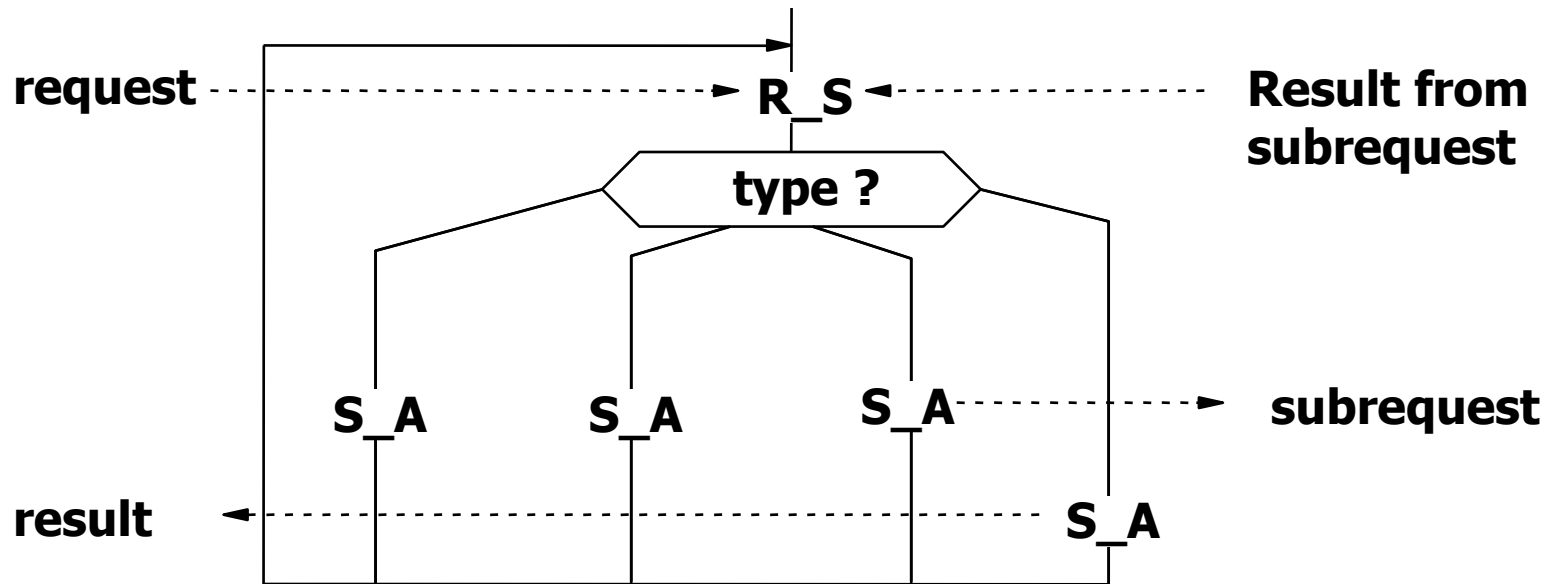 request
R_S
Result from
subrequest
type ?
S_A
S_A
S_A
subrequest
result
S_A